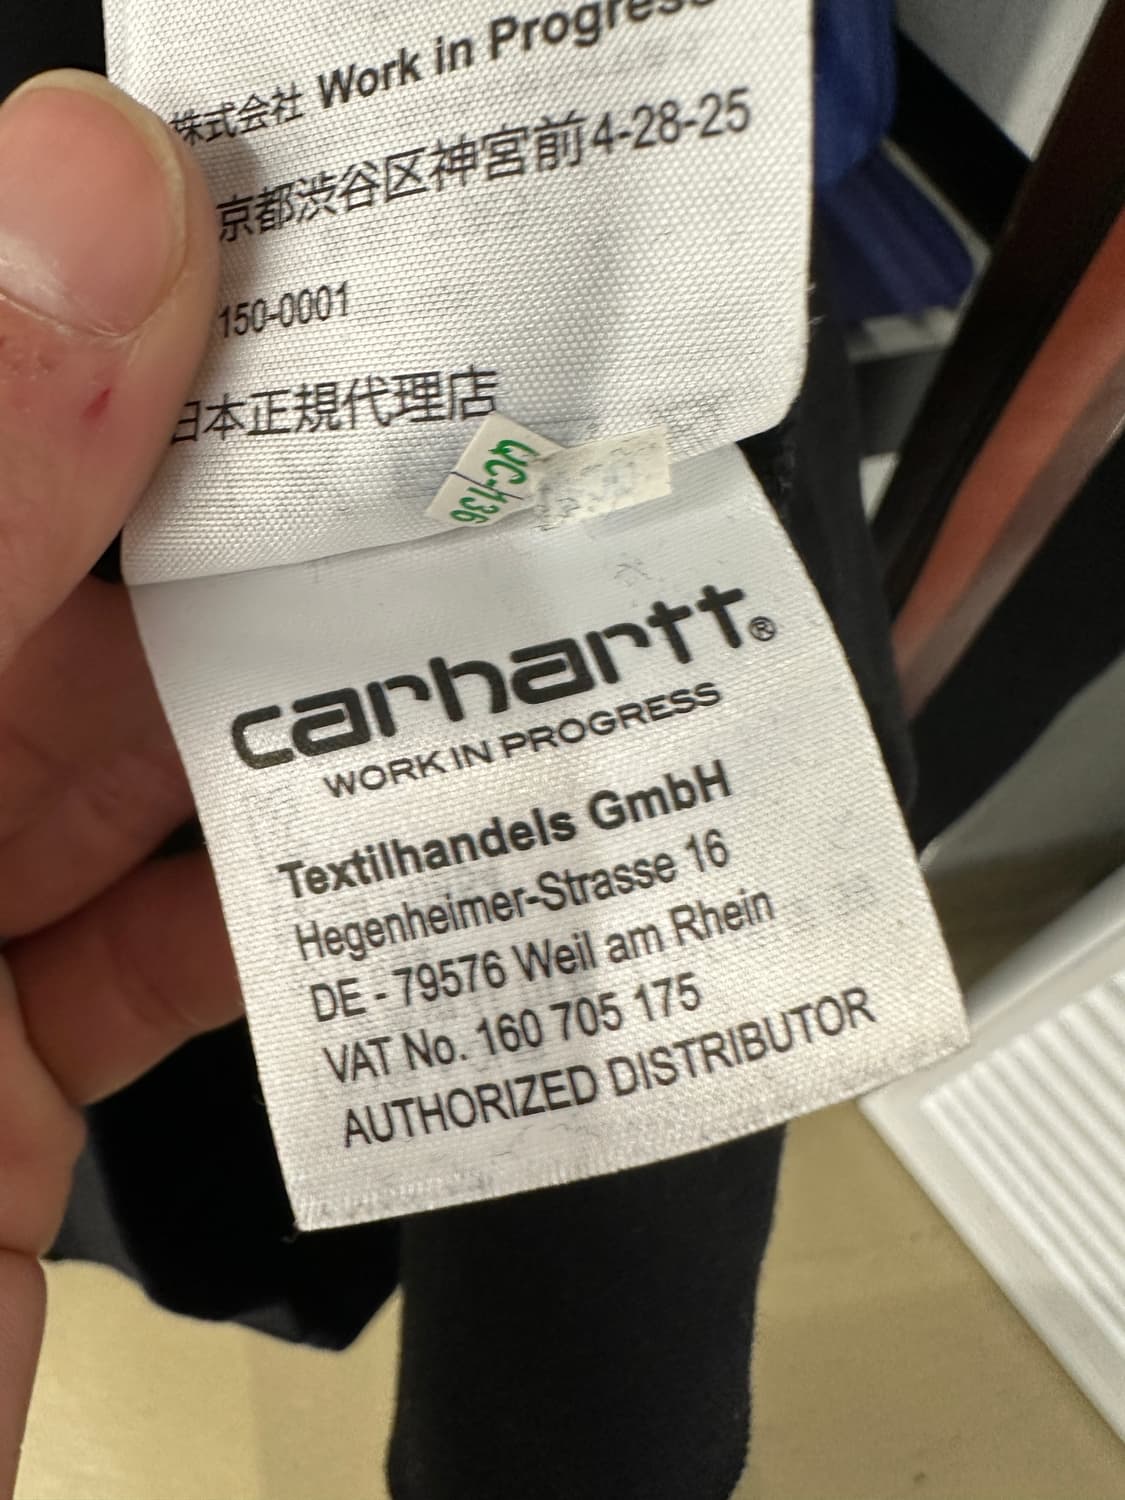 株式会社 Work in Progress
京都渋谷区神宮前4-28-25
150-0001
日本正規代理店
QC-136
carhartt®
WORK IN PROGRESS
Textilhandels GmbH
Hegenheimer-Strasse 16
DE - 79576 Weil am Rhein
VAT No. 160 705 175
AUTHORIZED DISTRIBUTOR